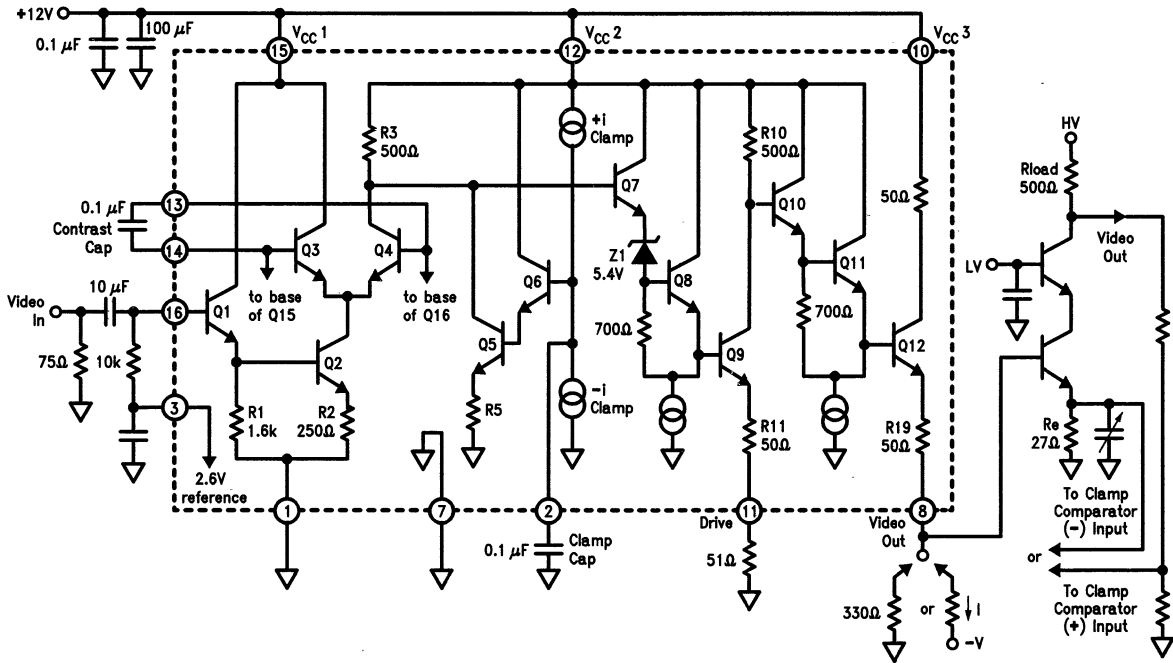 +12V
0.1 μF
100 μF
VCC 1
15
VCC 2
12
VCC 3
10
+i
Clamp
R3
500Ω
R10
500Ω
50Ω
HV
Rload
500Ω
Video
Out
LV
Q7
Q10
13
0.1 μF
Contrast
Cap
14
Q3
Q4
Z1
5.4V
Q6
Q8
Q11
to base
of Q15
to base
of Q16
10 μF
Video
In
16
Q1
75Ω
10k
Q2
Q5
700Ω
Q9
700Ω
Q12
3
R1
1.6k
R2
250Ω
R5
-i
Clamp
R11
50Ω
R19
50Ω
Re
27Ω
2.6V
reference
1
7
2
Drive
11
Video
Out
8
0.1 μF
Clamp
Cap
51Ω
To Clamp
Comparator
(-) Input
or
To Clamp
Comparator
(+) Input
330Ω
or
I
-V